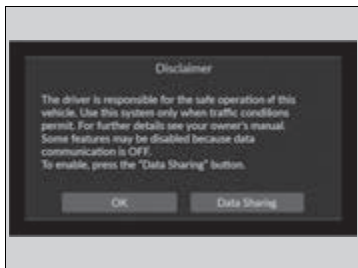 Disclaimer
The driver is responsible for the safe operation of this
vehicle. Use this system only when traffic conditions
permit. For further details see your owner's manual.
Some features may be disabled because data
communication is OFF.
To enable, press the "Data Sharing" button.
OK
Data Sharing